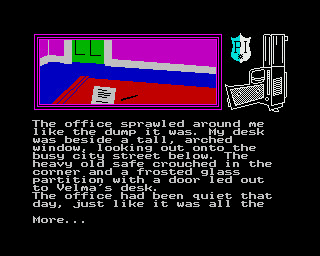 PI
The office sprawled around me
like the dump it was. My desk
was beside a tall, arched
window, looking out onto the
busy city street below. The
heavy old safe crouched in the
corner and a frosted glass
partition with a door led out
to Velma's desk.
The office had been quiet that
day, just like it was all the
More...